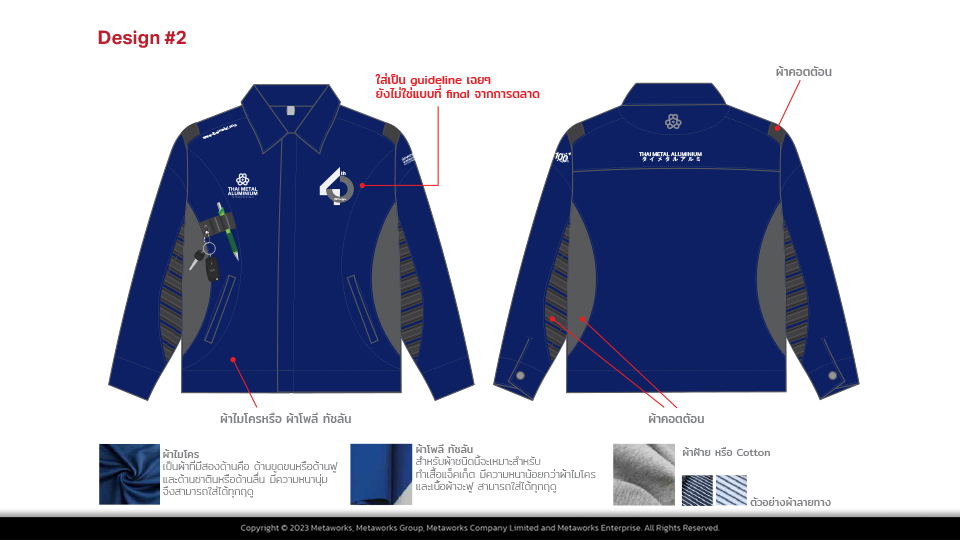 Design #2
ใส่เป็น guideline เฉยๆ
ยังไม่ใช่แบบที่ final จากการตลาด
ผ้าคอตตอน
THAI METAL
ALUMINIUM
th
100
THAI METAL ALUMINIUM
タイメタルアルミ
ผ้าไมโครหรือ ผ้าโพลี ทัชลัน
ผ้าคอตตอน
ผ้าไมโคร
เป็นผ้าที่มีสองด้านคือ ด้านขูดขนหรือด้านฟู
และด้านซาตินหรือด้านลื่น มีความหนานุ่ม
จึงสามารถใส่ได้ทุกฤดู
ผ้าโพลี ทัชลัน
สำหรับผ้าชนิดนี้จะเหมาะสำหรับ
ทำเสื้อแจ็คเก็ต มีความหนาน้อยกว่าผ้าไมโคร
และเนื้อผ้าจะฟู สามารถใส่ได้ทุกฤดู
ผ้าฝ้าย หรือ Cotton
ตัวอย่างผ้าลายทาง
Copyright © 2023 Metaworks, Metaworks Group, Metaworks Company Limited and Metaworks Enterprise. All Rights Reserved.